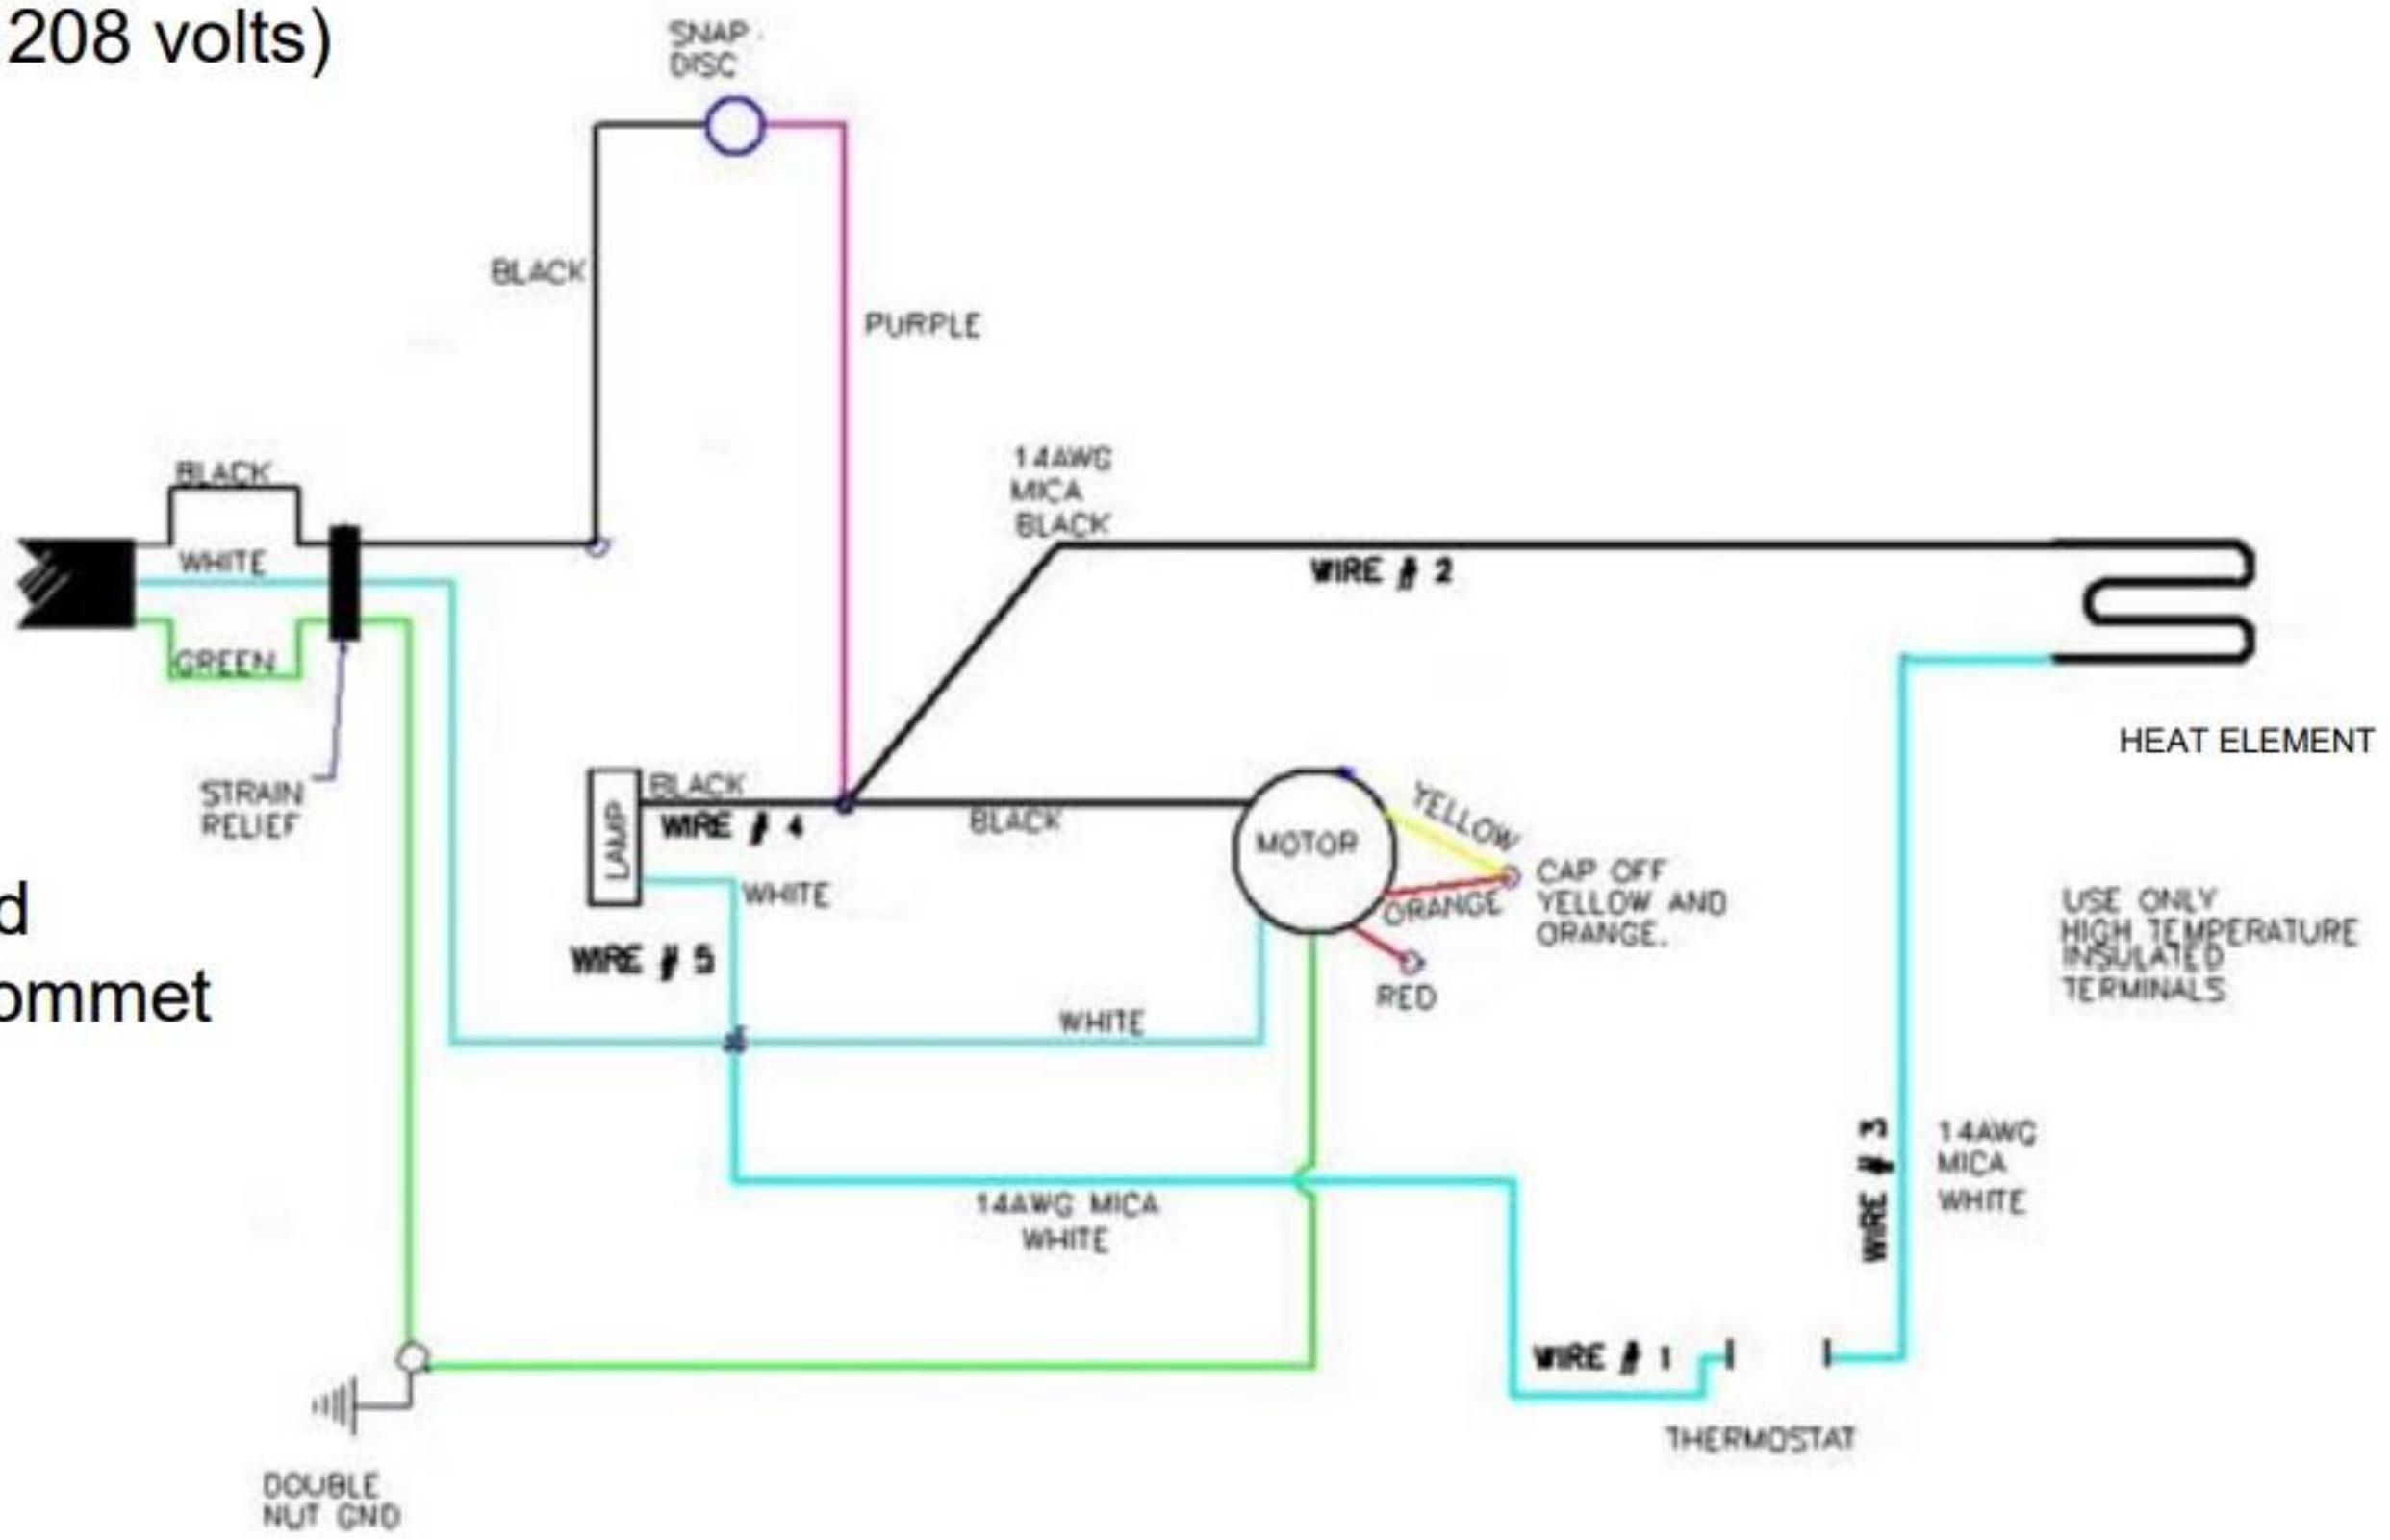 208 volts)
SNAP
DISC
BLACK
PURPLE
14AWG
MICA
BLACK
BLACK
WHITE
GREEN
WIRE # 2
STRAIN
RELIEF
HEAT ELEMENT
LAMP
BLACK
WIRE # 4
BLACK
MOTOR
YELLOW
ORANGE
CAP OFF
YELLOW AND
ORANGE.
WHITE
WIRE # 5
RED
USE ONLY
HIGH TEMPERATURE
INSULATED
TERMINALS
d
ommet
WHITE
14AWG MICA
WHITE
WIRE # 3
14AWG
MICA
WHITE
WIRE # 1
THERMOSTAT
DOUBLE
NUT GND